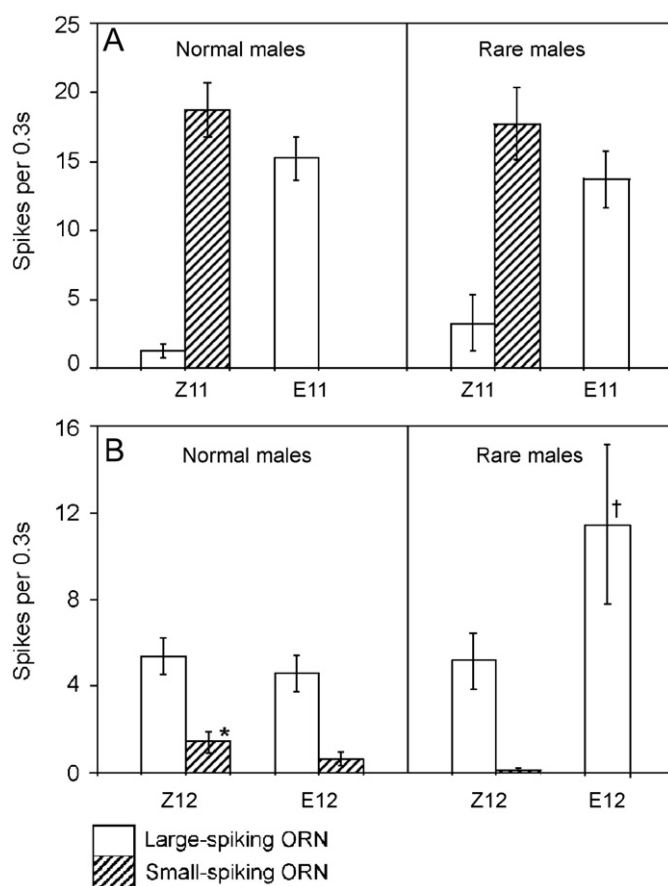 A
Normal males
Rare males
Spikes per 0.3s
25
20
15
10
5
0
Z11
E11
Z11
E11
B
Normal males
Rare males
Spikes per 0.3s
16
12
8
4
0
*
†
Z12
E12
Z12
E12
Large-spiking ORN
Small-spiking ORN